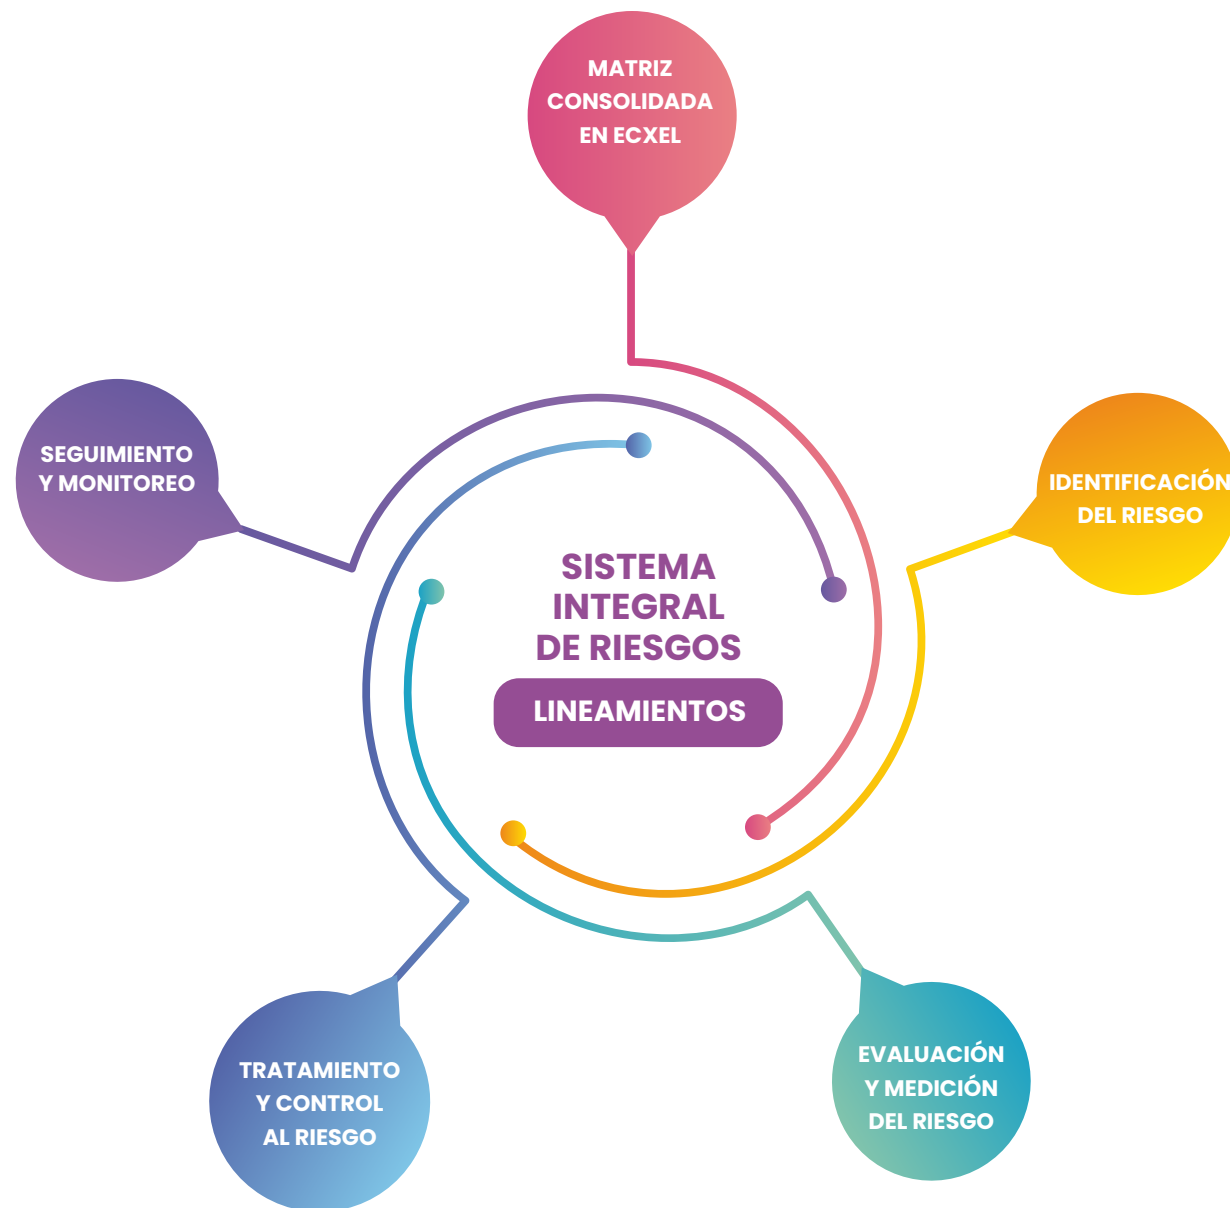 MATRIZ
CONSOLIDADA
EN ECXEL
SEGUIMIENTO
Y MONITOREO
IDENTIFICACIÓN
DEL RIESGO
SISTEMA
INTEGRAL
DE RIESGOS
LINEAMIENTOS
TRATAMIENTO
Y CONTROL
AL RIESGO
EVALUACIÓN
Y MEDICIÓN
DEL RIESGO